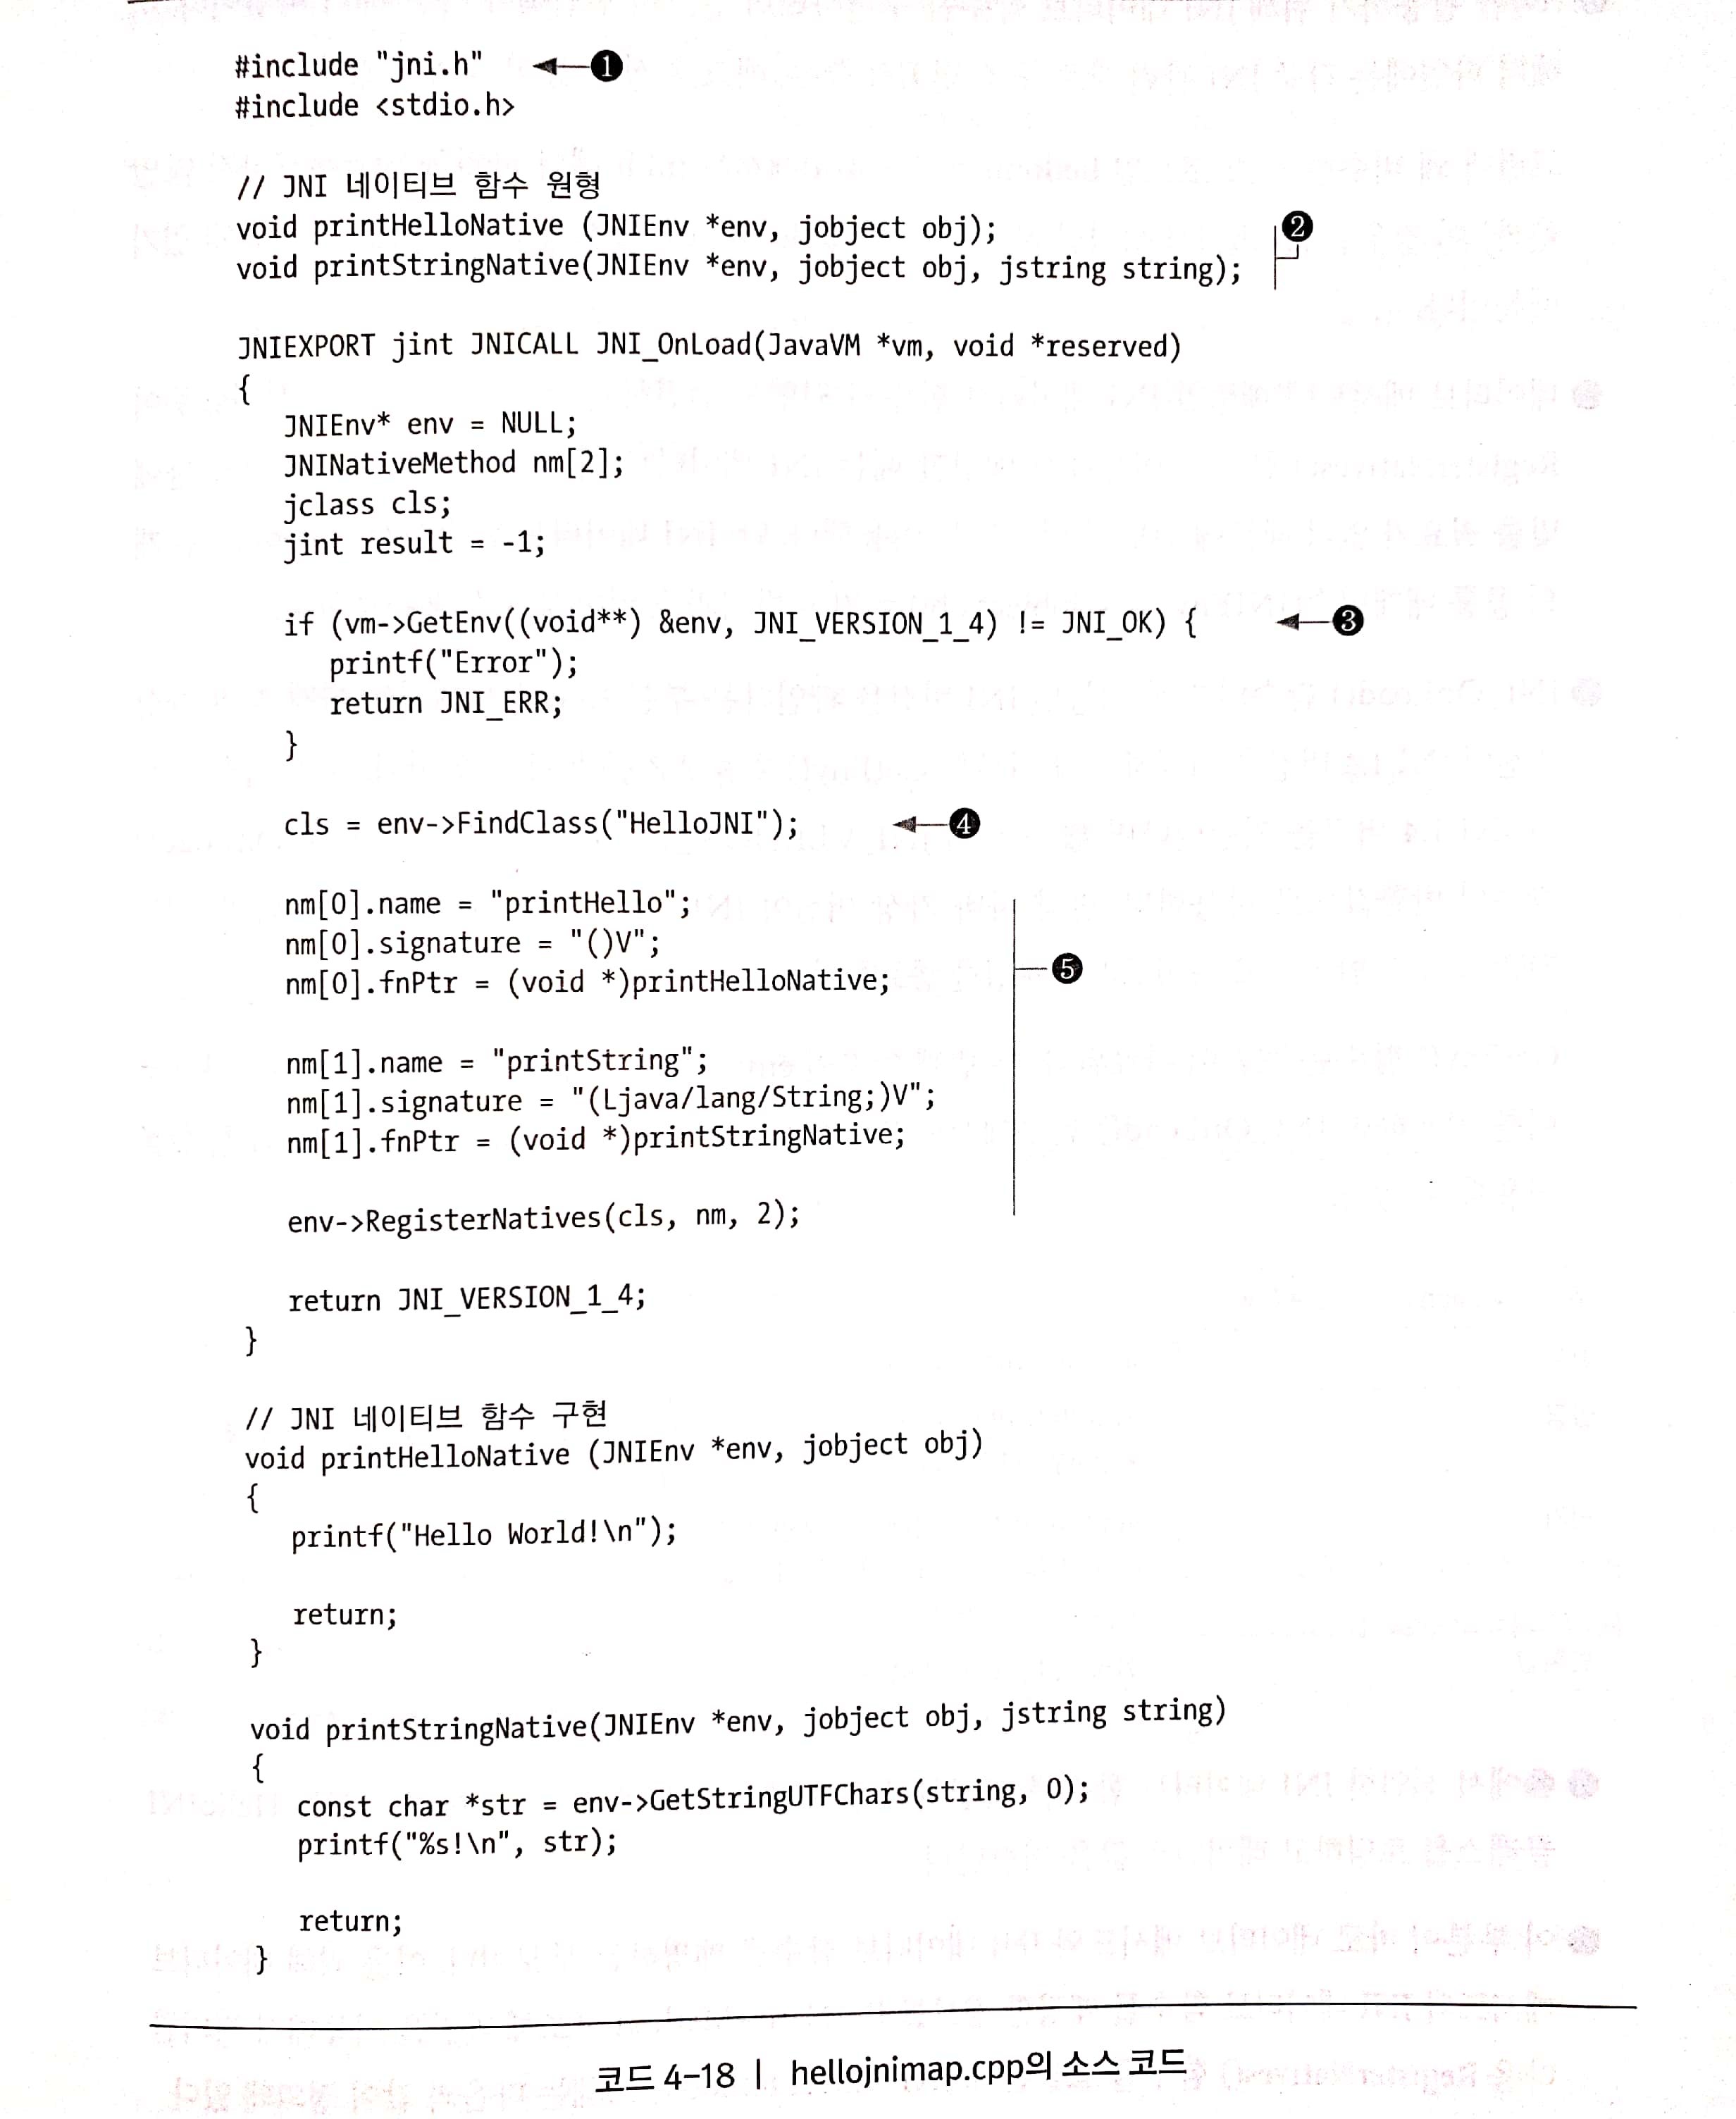 #include "jni.h" ❶
#include <stdio.h>
// JNI 네이티브 함수 원형
void printHelloNative (JNIEnv *env, jobject obj); ❷
void printStringNative(JNIEnv *env, jobject obj, jstring string);
JNIEXPORT jint JNICALL JNI_OnLoad(JavaVM *vm, void *reserved)
{
JNIEnv* env = NULL;
JNINativeMethod nm[2];
jclass cls;
jint result = -1;
if (vm->GetEnv((void**) &env, JNI_VERSION_1_4) != JNI_OK) { ❸
printf("Error");
return JNI_ERR;
}
cls = env->FindClass("HelloJNI"); ❹
nm[0].name = "printHello";
nm[0].signature = "()V";
nm[0].fnPtr = (void *)printHelloNative; ❺
nm[1].name = "printString";
nm[1].signature = "(Ljava/lang/String;)V";
nm[1].fnPtr = (void *)printStringNative;
env->RegisterNatives(cls, nm, 2);
return JNI_VERSION_1_4;
}
// JNI 네이티브 함수 구현
void printHelloNative (JNIEnv *env, jobject obj)
{
printf("Hello World!\n");
return;
}
void printStringNative(JNIEnv *env, jobject obj, jstring string)
{
const char *str = env->GetStringUTFChars(string, 0);
printf("%s!\n", str);
return;
}
코드 4-18 | hellojnimap.cpp의 소스 코드